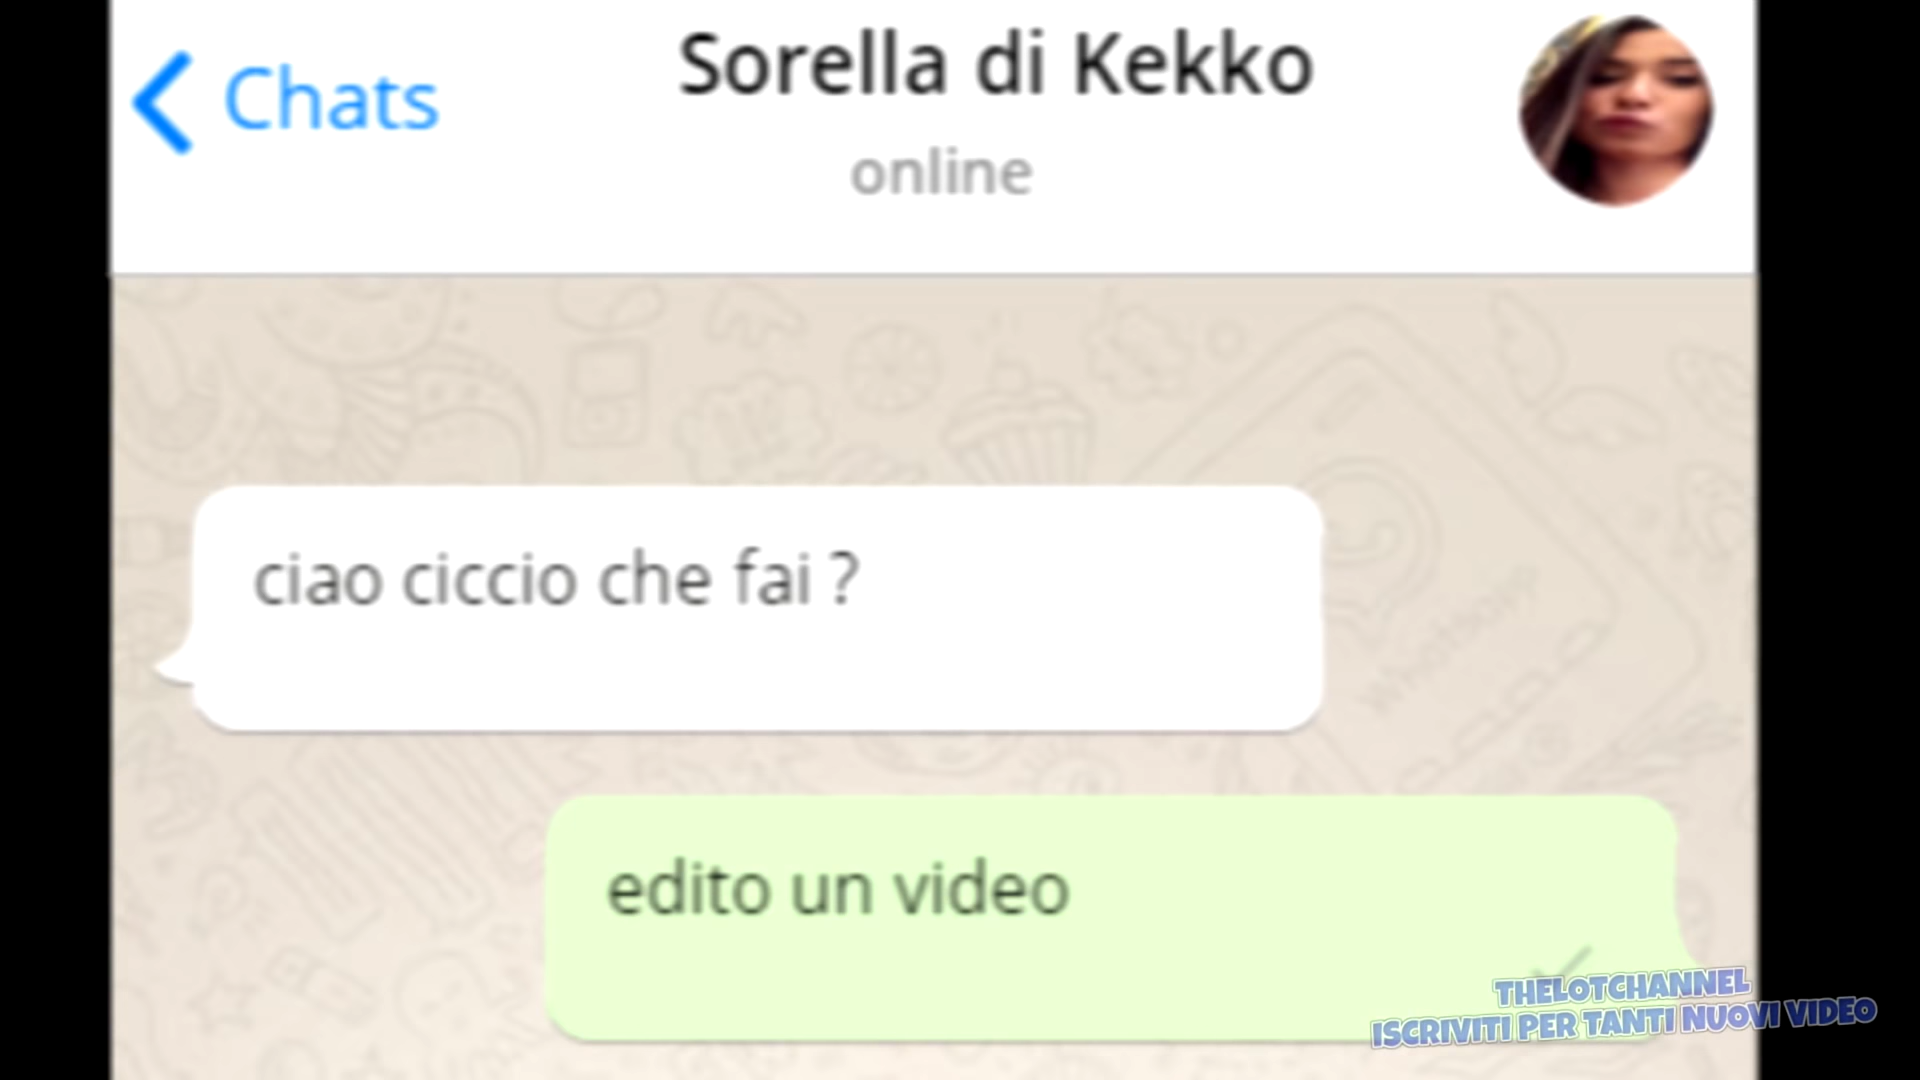 Chats
Sorella di Kekko
online
ciao ciccio che fai ?
edito un video
THELOTCHANNEL
ISCRIVITI PER TANTI NUOVI VIDEO